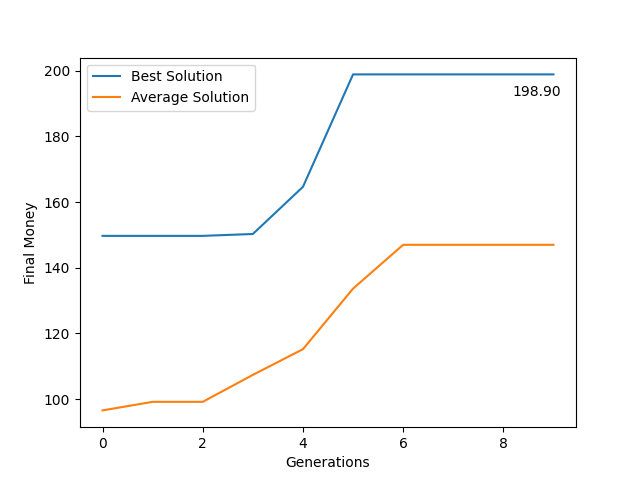 Best Solution
Average Solution
198.90
Final Money
200
180
160
140
120
100
0 2 4 6 8
Generations